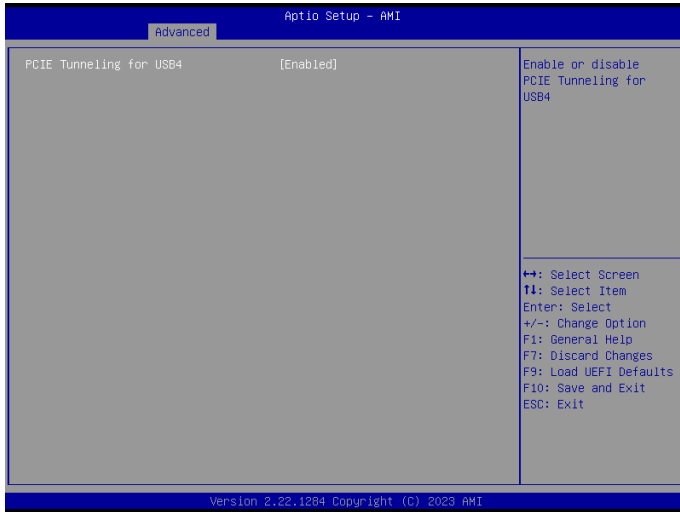 Aptio Setup – AMI
Advanced
PCIE Tunneling for USB4 [Enabled]
Enable or disable
PCIE Tunneling for
USB4
↔: Select Screen
↑↓: Select Item
Enter: Select
+/-: Change Option
F1: General Help
F7: Discard Changes
F9: Load UEFI Defaults
F10: Save and Exit
ESC: Exit
Version 2.22.1284 Copyright (C) 2023 AMI